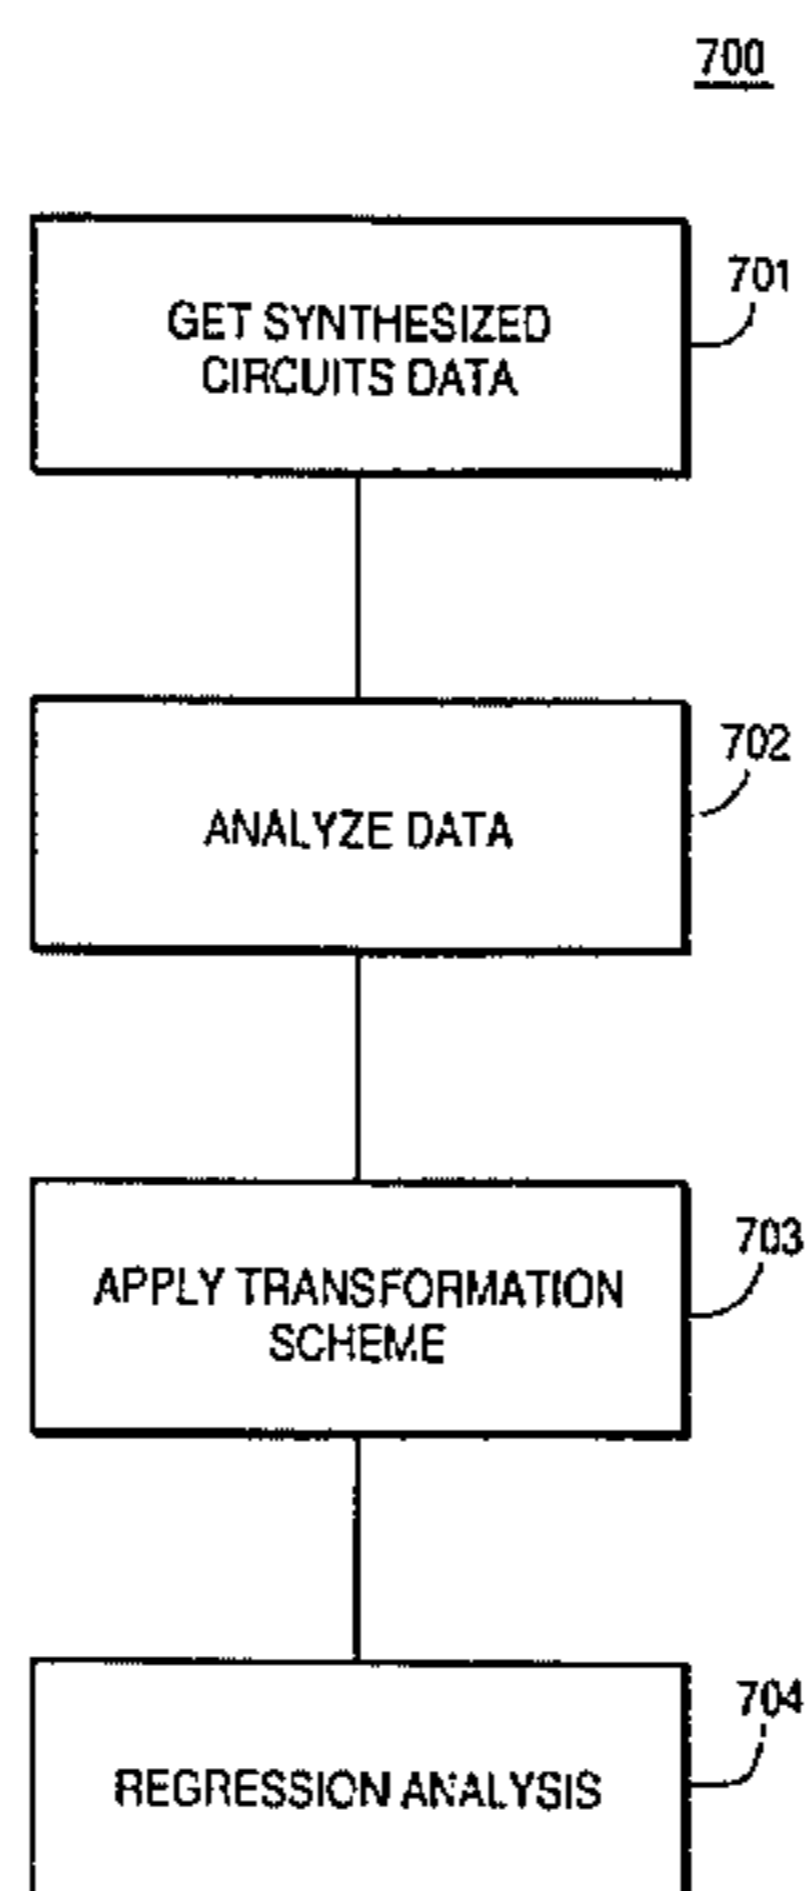 700
701
GET SYNTHESIZED
CIRCUITS DATA
702
ANALYZE DATA
703
APPLY TRANSFORMATION
SCHEME
704
REGRESSION ANALYSIS